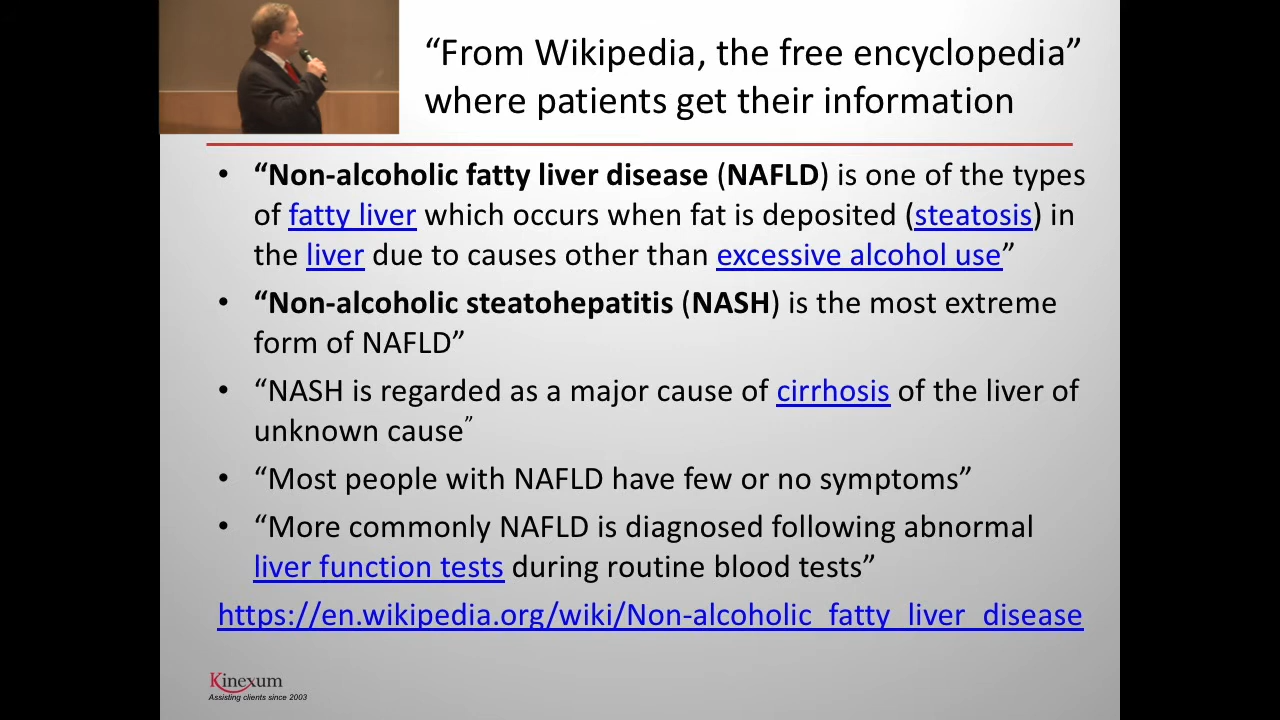 “From Wikipedia, the free encyclopedia”
where patients get their information
• “Non-alcoholic fatty liver disease (NAFLD) is one of the types
of fatty liver which occurs when fat is deposited (steatosis) in
the liver due to causes other than excessive alcohol use”
• “Non-alcoholic steatohepatitis (NASH) is the most extreme
form of NAFLD”
• “NASH is regarded as a major cause of cirrhosis of the liver of
unknown cause”
• “Most people with NAFLD have few or no symptoms”
• “More commonly NAFLD is diagnosed following abnormal
liver function tests during routine blood tests”
https://en.wikipedia.org/wiki/Non-alcoholic_fatty_liver_disease
Kinexum
Assisting clients since 2003